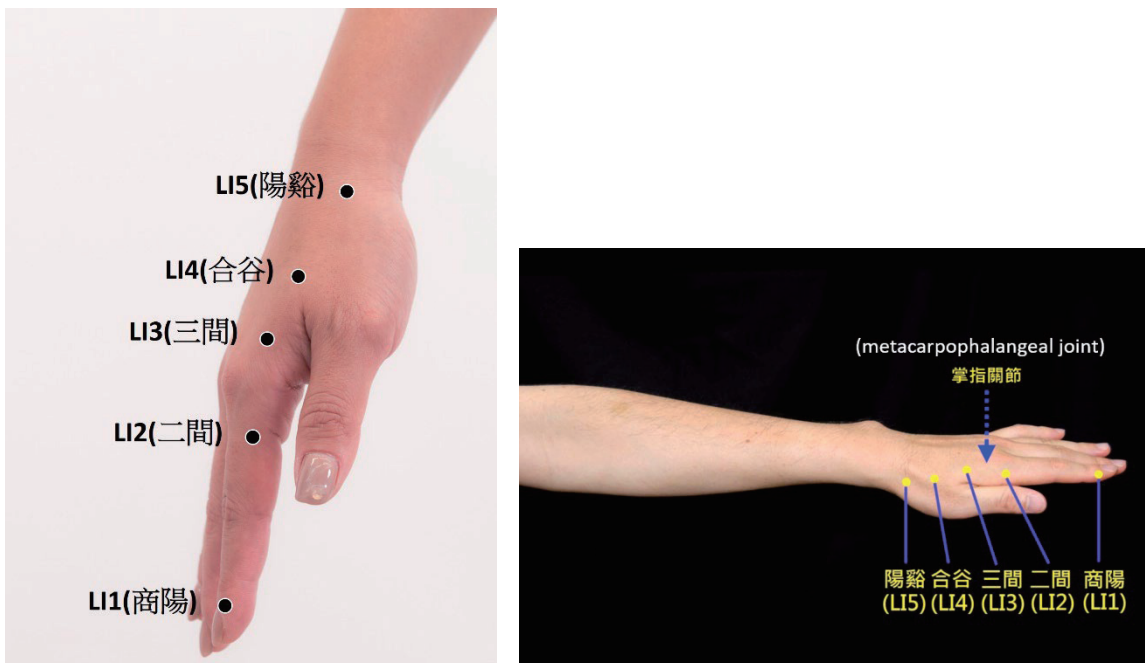 LI5(陽谿)
LI4(合谷)
LI3(三間)
LI2(二間)
LI1(商陽)
(metacarpophalangeal joint)
掌指關節
陽谿 合谷 三間 二間 商陽
(LI5) (LI4) (LI3) (LI2) (LI1)